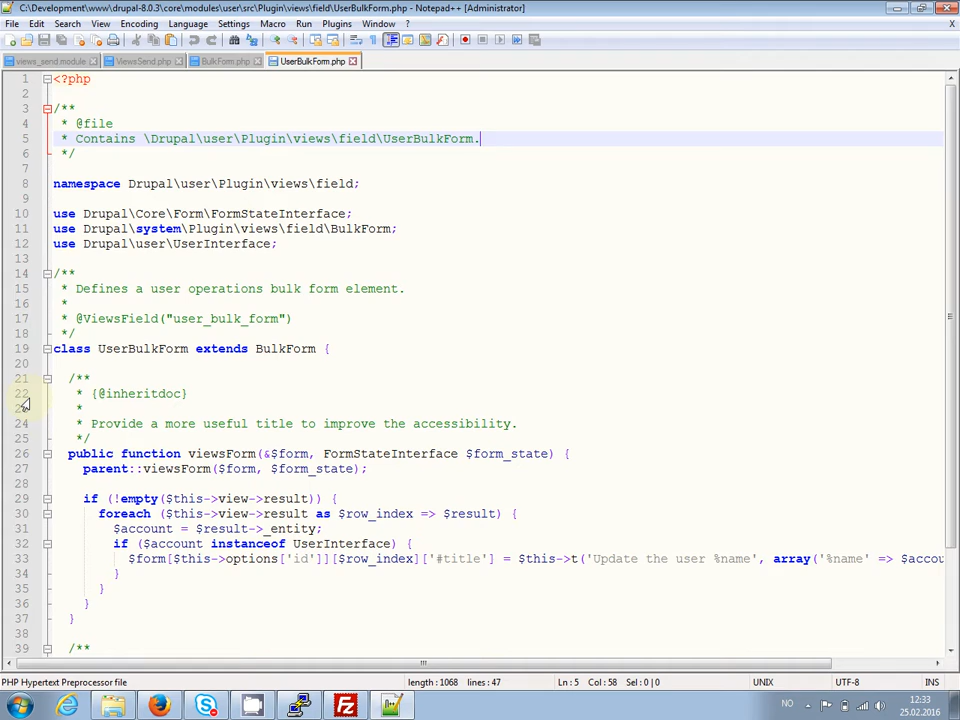 C:\Development\www\drupal-8.0.3\core\modules\user\src\Plugin\views\field\UserBulkForm.php - Notepad++ [Administrator]
File Edit Search View Encoding Language Settings Macro Run Plugins Window ?
X
views_send.module ViewsSend.php BulkForm.php UserBulkForm.php
1 <?php
2
3 /**
4 * @file
5 * Contains \Drupal\user\Plugin\views\field\UserBulkForm.
6 */
7
8 namespace Drupal\user\Plugin\views\field;
9
10 use Drupal\Core\Form\FormStateInterface;
11 use Drupal\system\Plugin\views\field\BulkForm;
12 use Drupal\user\UserInterface;
13
14 /**
15 * Defines a user operations bulk form element.
16 *
17 * @ViewsField("user_bulk_form")
18 */
19 class UserBulkForm extends BulkForm {
20
21 /**
22 * {@inheritdoc}
*
24 * Provide a more useful title to improve the accessibility.
25 */
26 public function viewsForm(&$form, FormStateInterface $form_state) {
27 parent::viewsForm($form, $form_state);
28
29 if (!empty($this->view->result)) {
30 foreach ($this->view->result as $row_index => $result) {
31 $account = $result->_entity;
32 if ($account instanceof UserInterface) {
33 $form[$this->options['id']][$row_index]['#title'] = $this->t('Update the user %name', array('%name' => $accou
34 }
35 }
36 }
37 }
38
39 /**
PHP Hypertext Preprocessor file length : 1068 lines : 47 Ln : 5 Col : 58 Sel : 0 | 0 UNIX UTF-8 INS
NO 12:33
25.02.2016